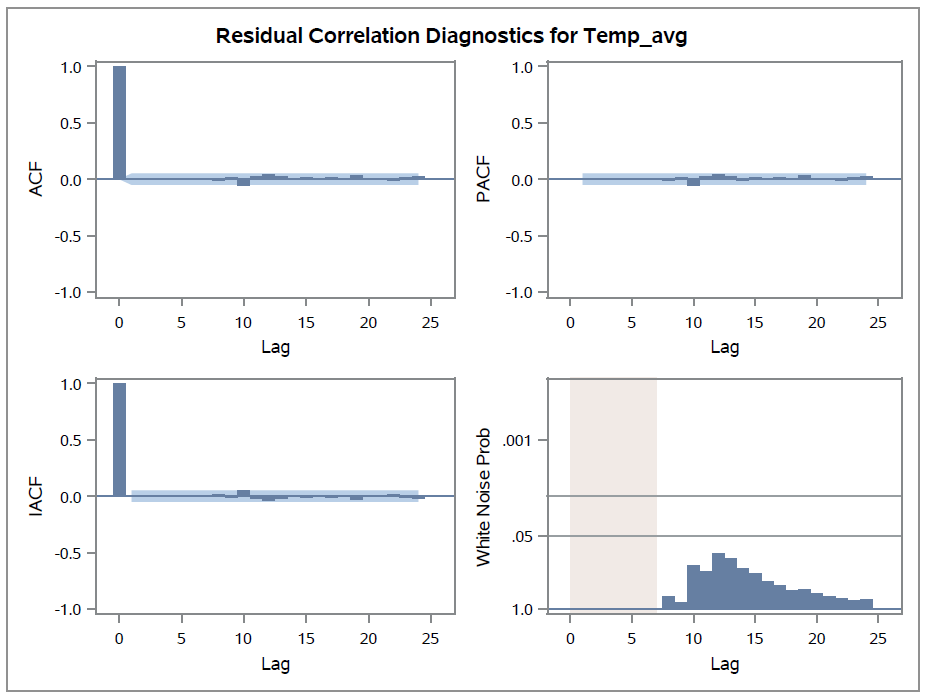 Residual Correlation Diagnostics for Temp_avg
1.0
0.5
0.0
-0.5
-1.0
ACF
0 5 10 15 20 25
Lag
1.0
0.5
0.0
-0.5
-1.0
PACF
0 5 10 15 20 25
Lag
1.0
0.5
0.0
-0.5
-1.0
IACF
0 5 10 15 20 25
Lag
.001
.05
1.0
White Noise Prob
0 5 10 15 20 25
Lag